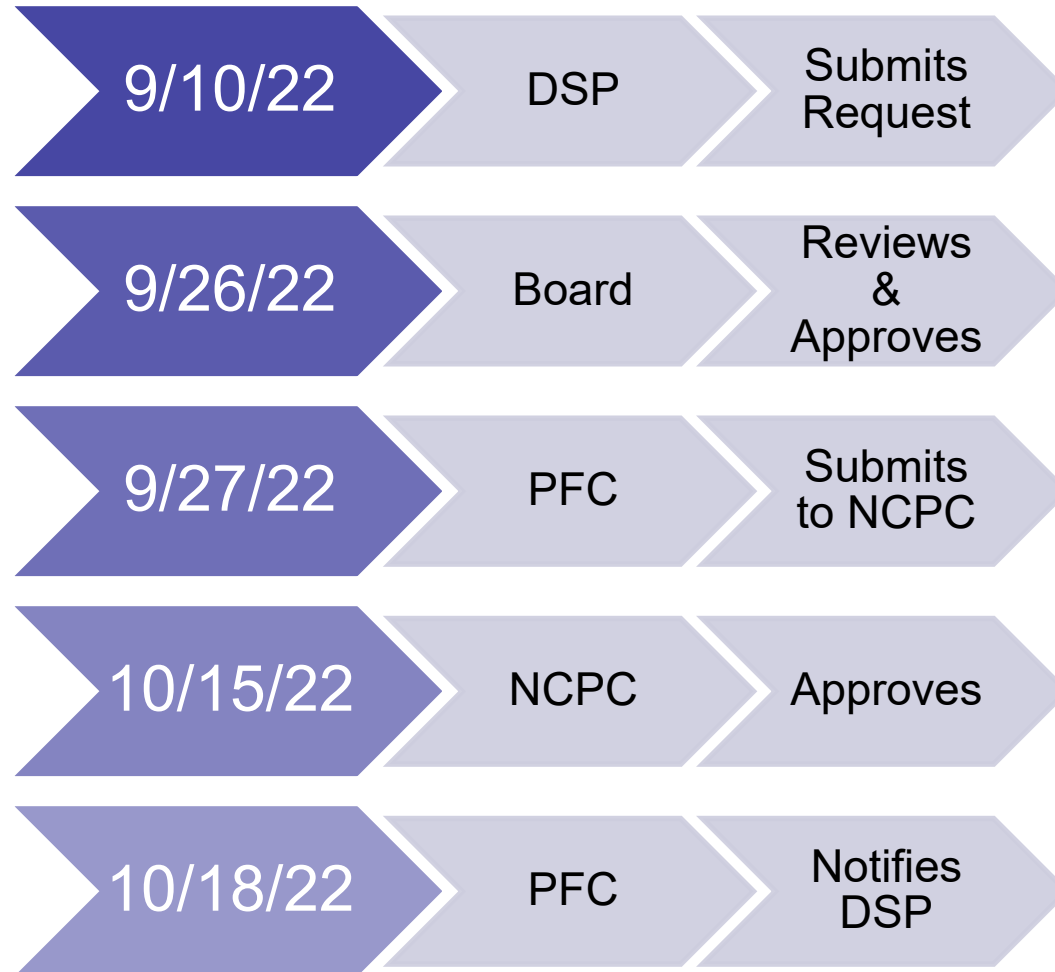 9/10/22
DSP
Submits
Request
9/26/22
Board
Reviews
&
Approves
9/27/22
PFC
Submits
to NCPC
10/15/22
NCPC
Approves
10/18/22
PFC
Notifies
DSP